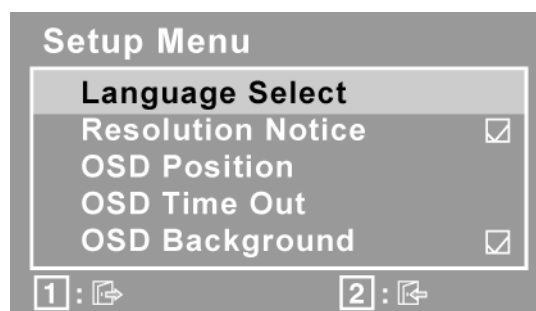 Setup Menu
Language Select
Resolution Notice
OSD Position
OSD Time Out
OSD Background
1 : 2 :